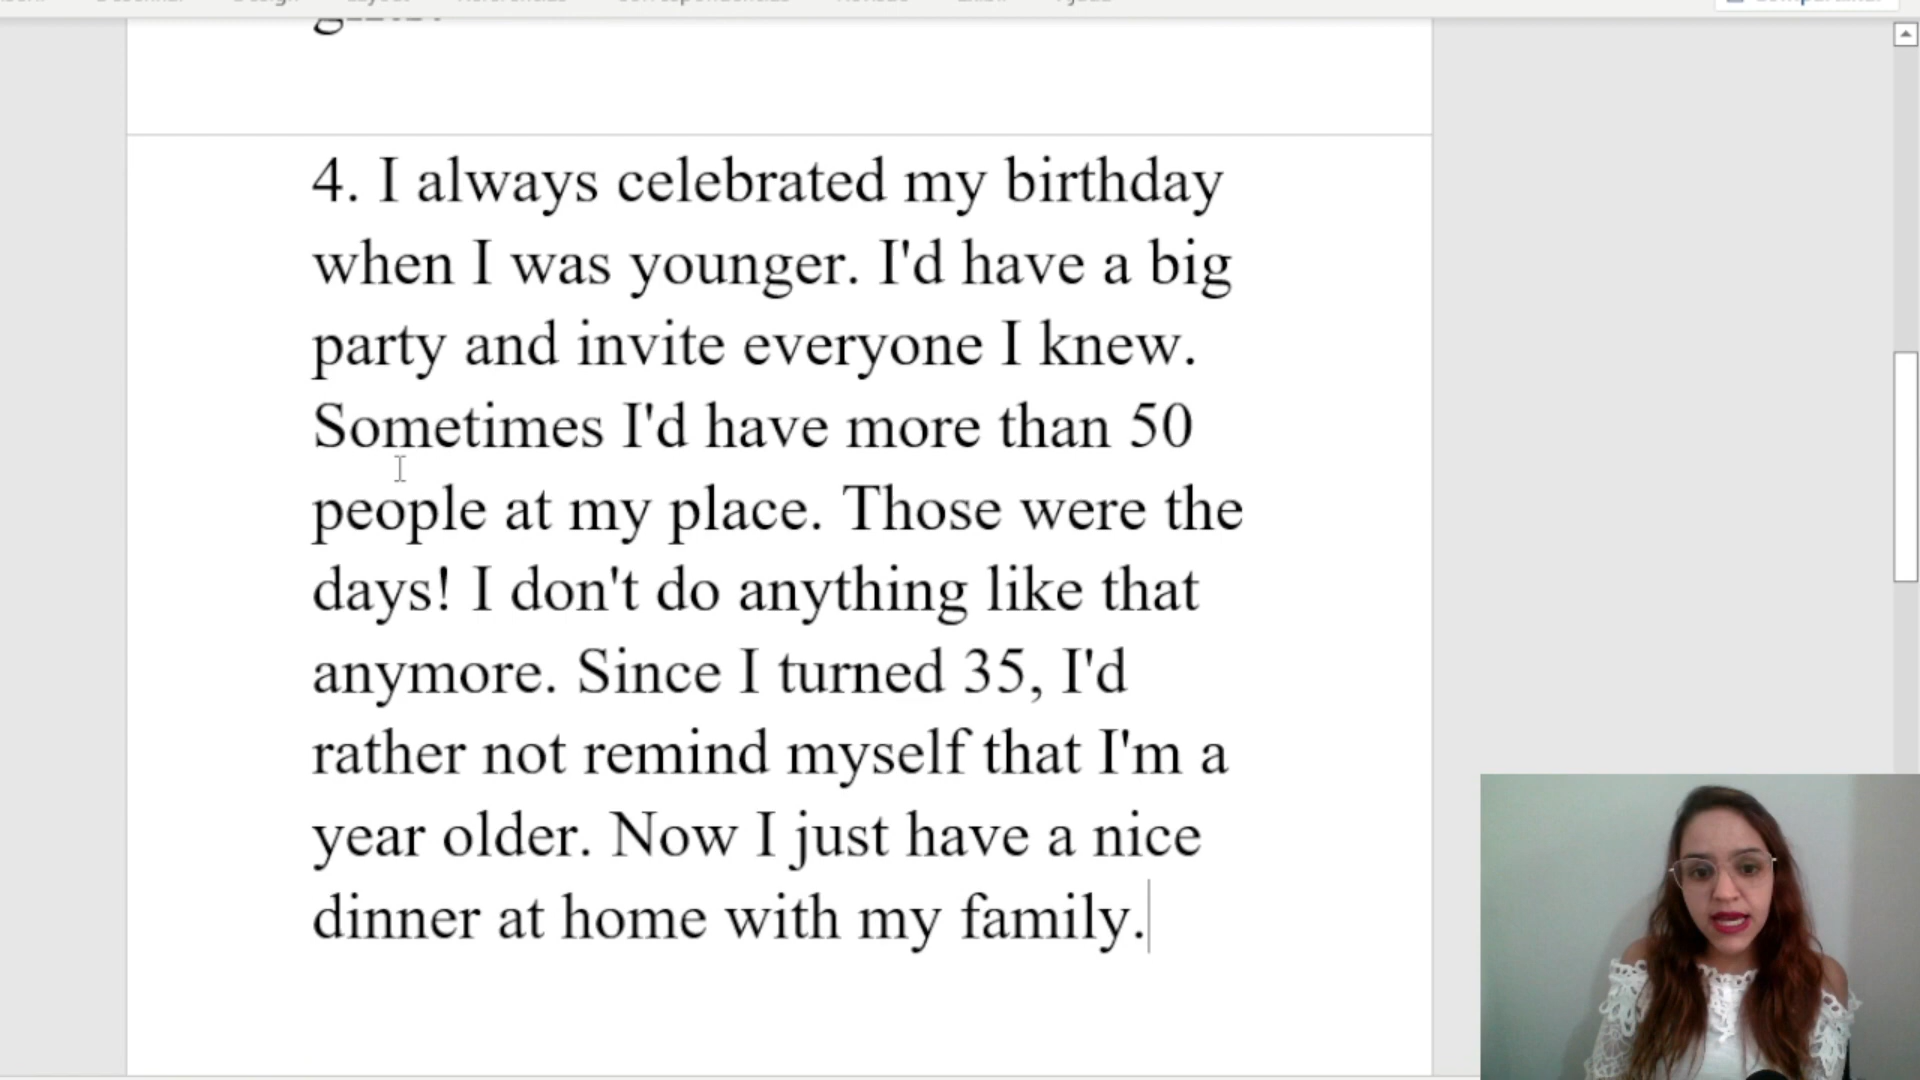 4. I always celebrated my birthday
when I was younger. I'd have a big
party and invite everyone I knew.
Sometimes I'd have more than 50
people at my place. Those were the
days! I don't do anything like that
anymore. Since I turned 35, I'd
rather not remind myself that I'm a
year older. Now I just have a nice
dinner at home with my family.